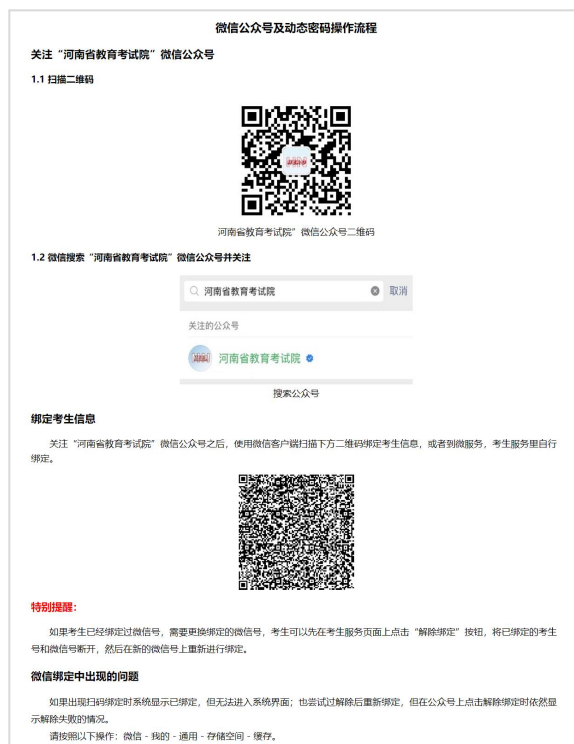 微信公众号及动态密码操作流程
关注“河南省教育考试院”微信公众号
1.1 扫描二维码
河南省教育考试院”微信公众号二维码
1.2 微信搜索“河南省教育考试院”微信公众号并关注
河南省教育考试院 取消
关注的公众号
河南省教育考试院
搜索公众号
绑定考生信息
关注“河南省教育考试院”微信公众号之后，使用微信客户端扫描下方二维码绑定考生信息，或者到微服务，考生服务里自行
绑定。
特别提醒：
如果考生已经绑定过微信号，需要更换绑定的微信号，考生可以先在考生服务页面上点击“解除绑定”按钮，将已绑定的考生
号和微信号断开，然后在新的微信号上重新进行绑定。
微信绑定中出现的问题
如果出现扫码绑定时系统显示已绑定，但无法进入系统界面；也尝试过解除后重新绑定，但在公众号上点击解除绑定时依然显
示解除失败的情况。
请按照以下操作：微信 - 我的 - 通用 - 存储空间 - 缓存。